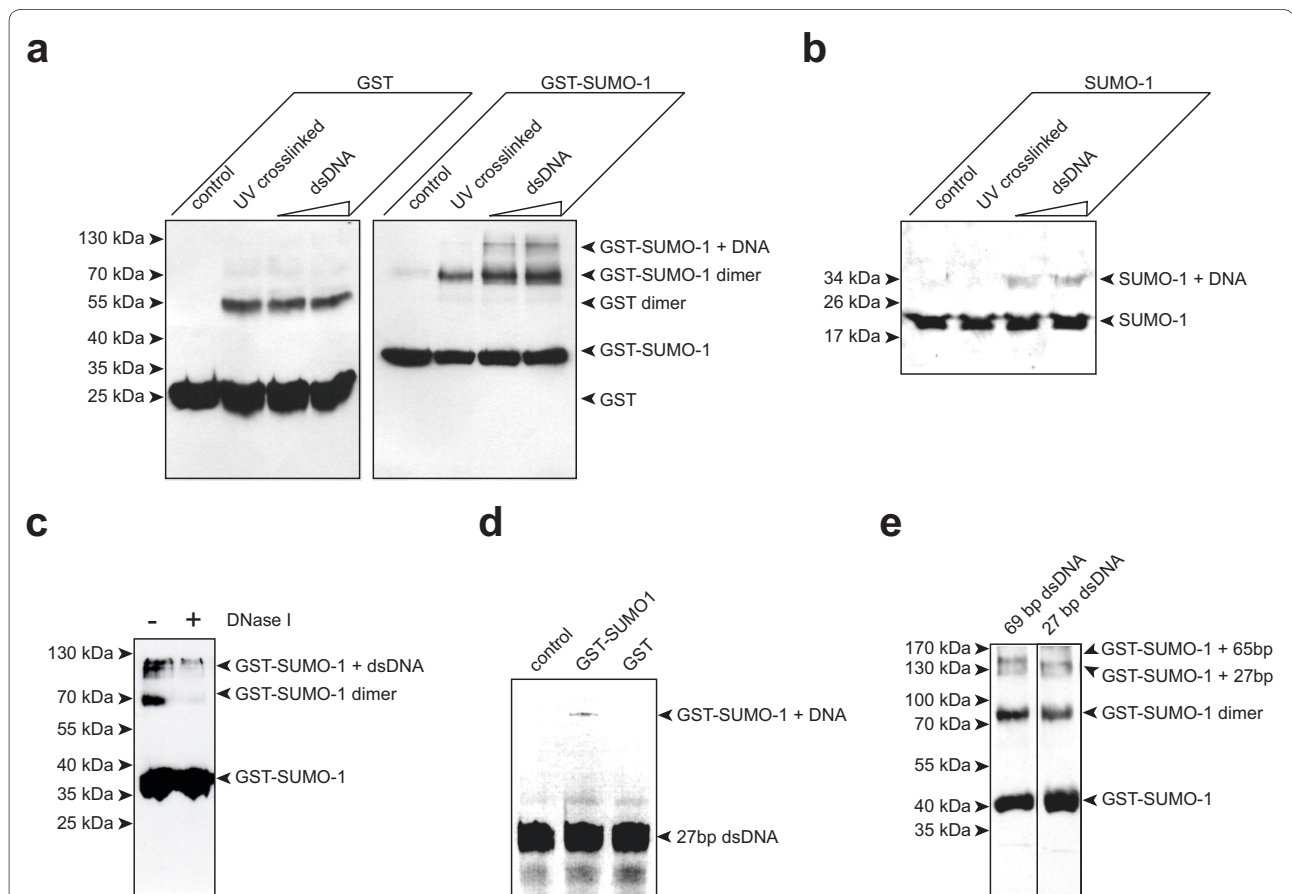 a
GST
GST-SUMO-1
control
UV crosslinked
dsDNA
control
UV crosslinked
dsDNA
130 kDa
70 kDa
55 kDa
40 kDa
35 kDa
25 kDa
GST-SUMO-1 + DNA
GST-SUMO-1 dimer
GST dimer
GST-SUMO-1
GST
b
SUMO-1
control
UV crosslinked
dsDNA
34 kDa
26 kDa
17 kDa
SUMO-1 + DNA
SUMO-1
c
- + DNase I
130 kDa
70 kDa
55 kDa
40 kDa
35 kDa
25 kDa
GST-SUMO-1 + dsDNA
GST-SUMO-1 dimer
GST-SUMO-1
d
control
GST-SUMO1
GST
GST-SUMO-1 + DNA
27bp dsDNA
e
69 bp dsDNA
27 bp dsDNA
170 kDa
130 kDa
100 kDa
70 kDa
55 kDa
40 kDa
35 kDa
GST-SUMO-1 + 65bp
GST-SUMO-1 + 27bp
GST-SUMO-1 dimer
GST-SUMO-1